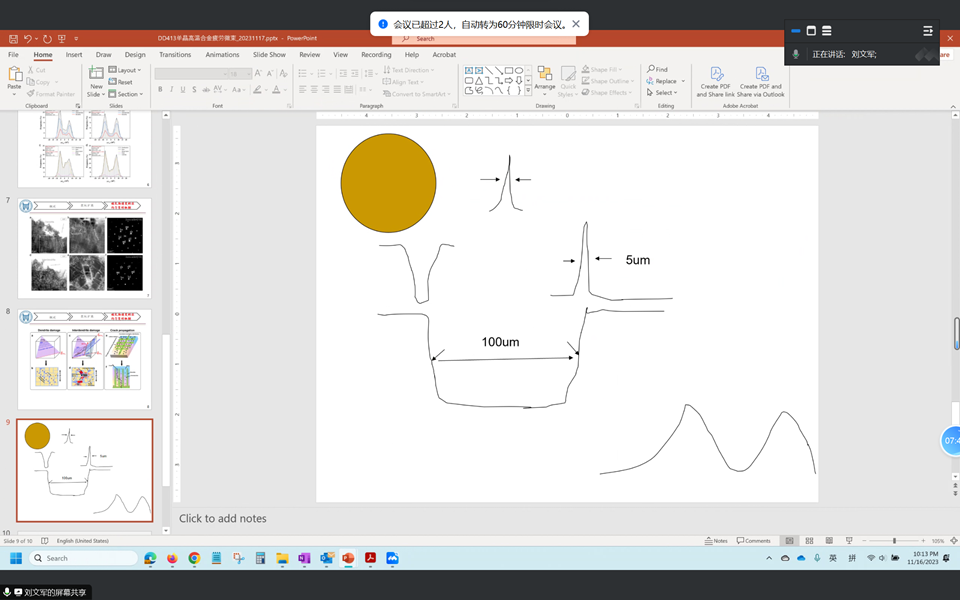 会议已超过2人，自动转为60分钟限时会议。
DD413单晶高温合金疲劳做束_20231117.pptx - PowerPoint
Search
正在讲话: 刘文军;
File Home Insert Draw Design Transitions Animations Slide Show Review View Recording Help Acrobat
Paste
Cut
Copy
Format Painter
Clipboard
New
Slide
Layout
Reset
Section
Slides
Font
Text Direction
Align Text
Convert to SmartArt
Paragraph
Arrange
Quick
Styles
Shape Fill
Shape Outline
Shape Effects
Drawing
Find
Replace
Select
Editing
Create PDF
and Share link
Create PDF and
Share via Outlook
Adobe Acrobat
7
8
Dendrite damage
Interdendrite damage
Crack propagation
9
10
5um
100um
07:4
Click to add notes
Slide 9 of 10
English (United States)
Notes
Comments
105%
Search
英
拼
10:13 PM
11/16/2023
刘文军的屏幕共享